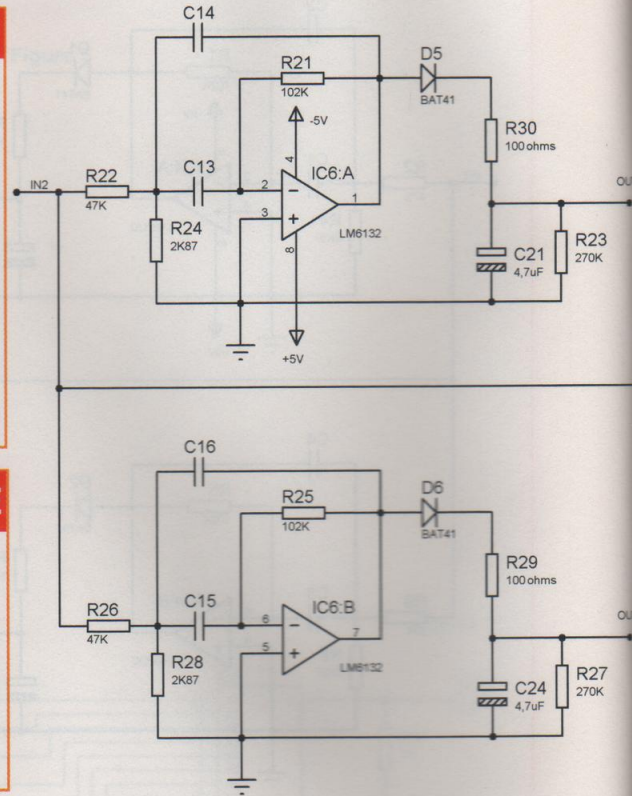 C14
R21
102K
D5
BAT41
-5V
4
R30
100 ohms
IN2
R22
47K
C13
2
IC6:A
1
3
LM6132
8
R24
2K87
C21
4,7uF
R23
270K
+5V
C16
R25
102K
D6
BAT41
R29
100 ohms
R26
47K
C15
6
IC6:B
7
5
LM6132
R28
2K87
C24
4,7uF
R27
270K